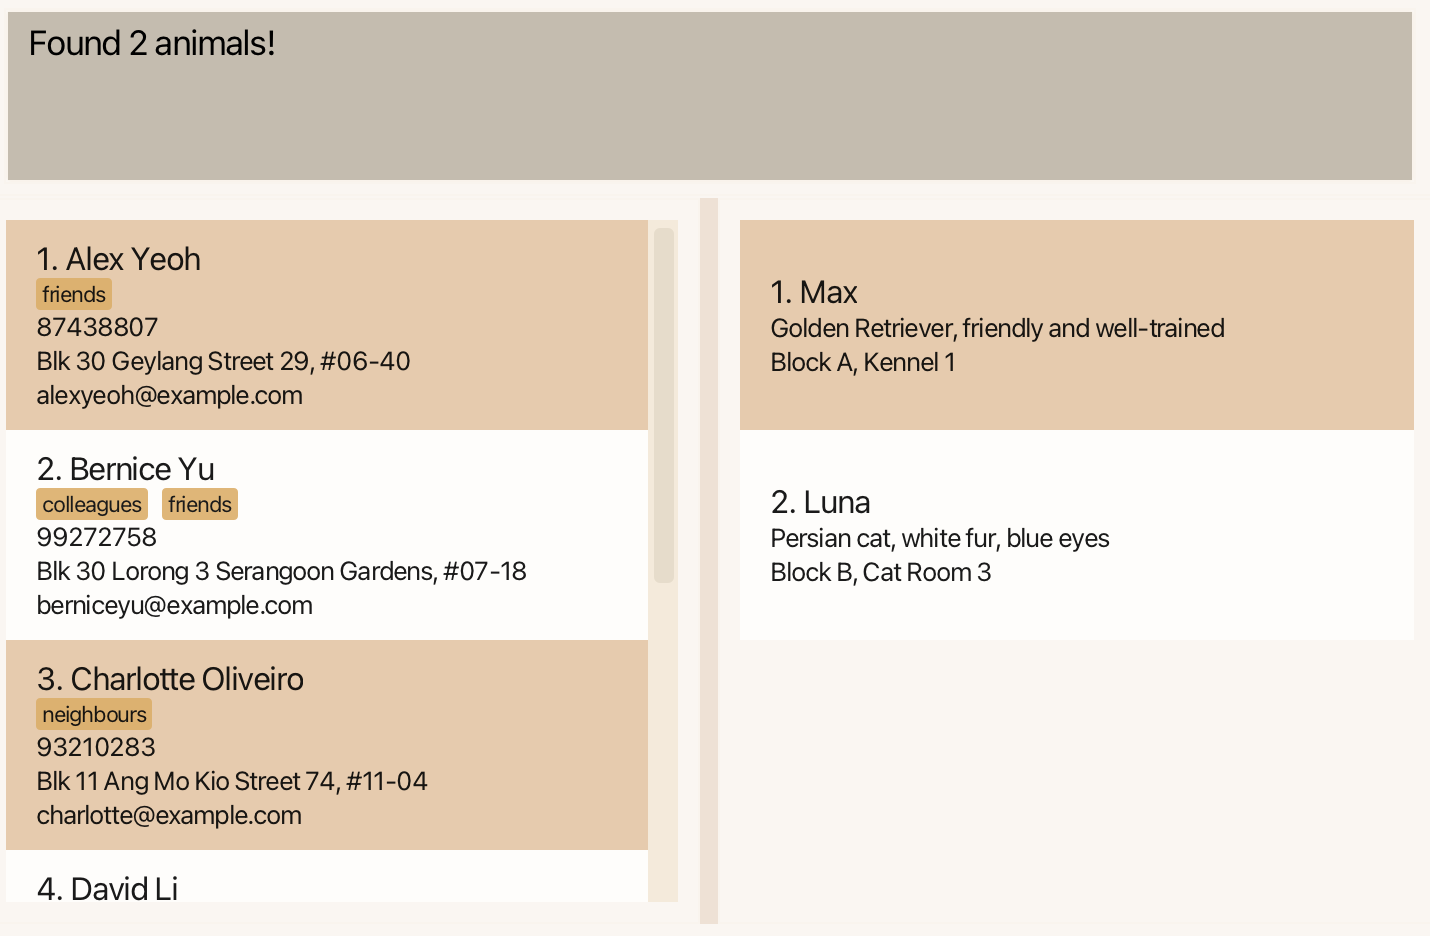 Found 2 animals!
1. Alex Yeoh
friends
87438807
Blk 30 Geylang Street 29, #06-40
alexyeoh@example.com
2. Bernice Yu
colleagues friends
99272758
Blk 30 Lorong 3 Serangoon Gardens, #07-18
berniceyu@example.com
3. Charlotte Oliveiro
neighbours
93210283
Blk 11 Ang Mo Kio Street 74, #11-04
charlotte@example.com
4. David Li
1. Max
Golden Retriever, friendly and well-trained
Block A, Kennel 1
2. Luna
Persian cat, white fur, blue eyes
Block B, Cat Room 3